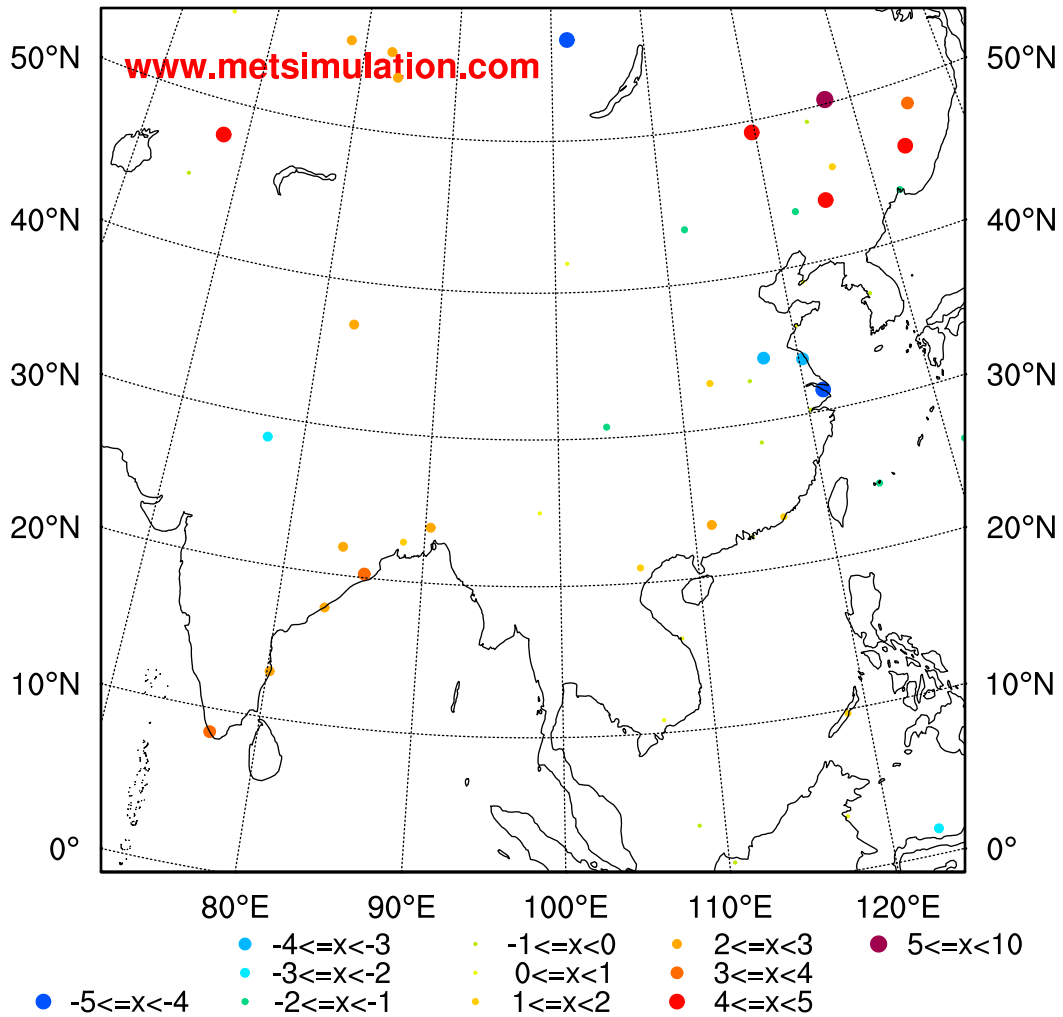 50°N 50°N
www.metsimulation.com
40°N 40°N
30°N 30°N
20°N 20°N
10°N 10°N
0° 0°
80°E 90°E 100°E 110°E 120°E
-4<=x<-3 -1<=x<0 2<=x<3 5<=x<10
-3<=x<-2 0<=x<1 3<=x<4
-5<=x<-4 -2<=x<-1 1<=x<2 4<=x<5